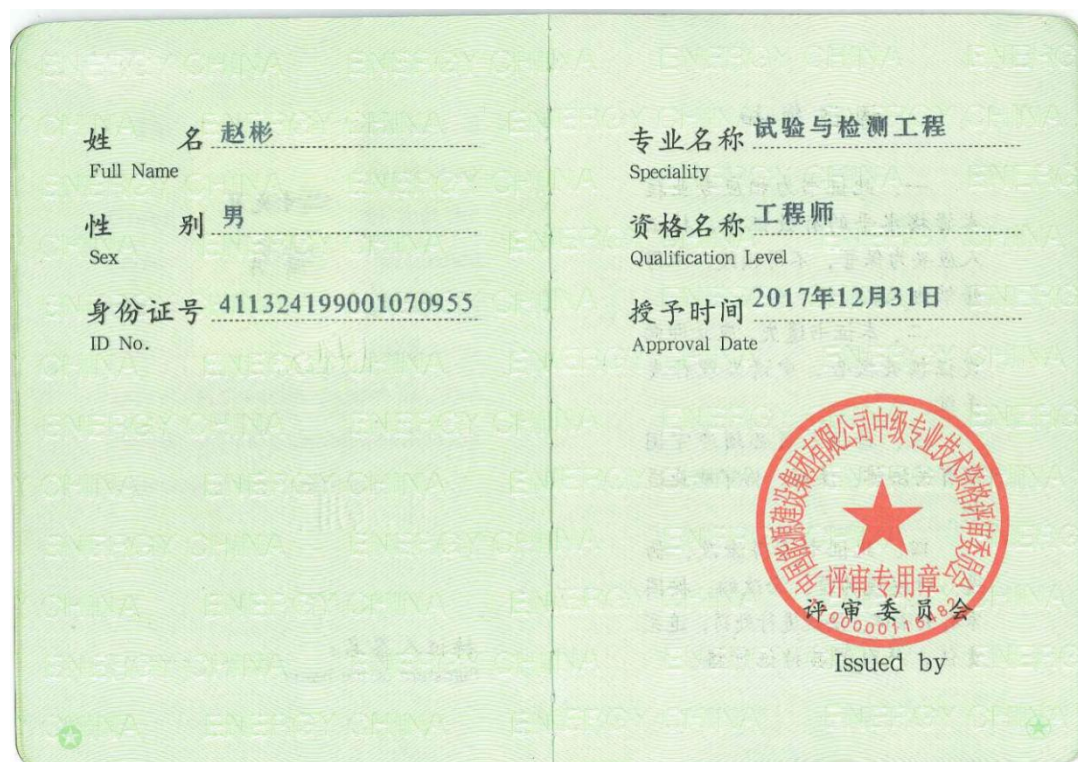 姓 名 赵彬
Full Name
性 别 男
Sex
身份证号 411324199001070955
ID No.
专业名称 试验与检测工程
Speciality
资格名称 工程师
Qualification Level
授予时间 2017年12月31日
Approval Date
中国能源建设集团有限公司中级专业技术资格评审委员会
评审专用章
评审委员会
Issued by
ENERGY CHINA